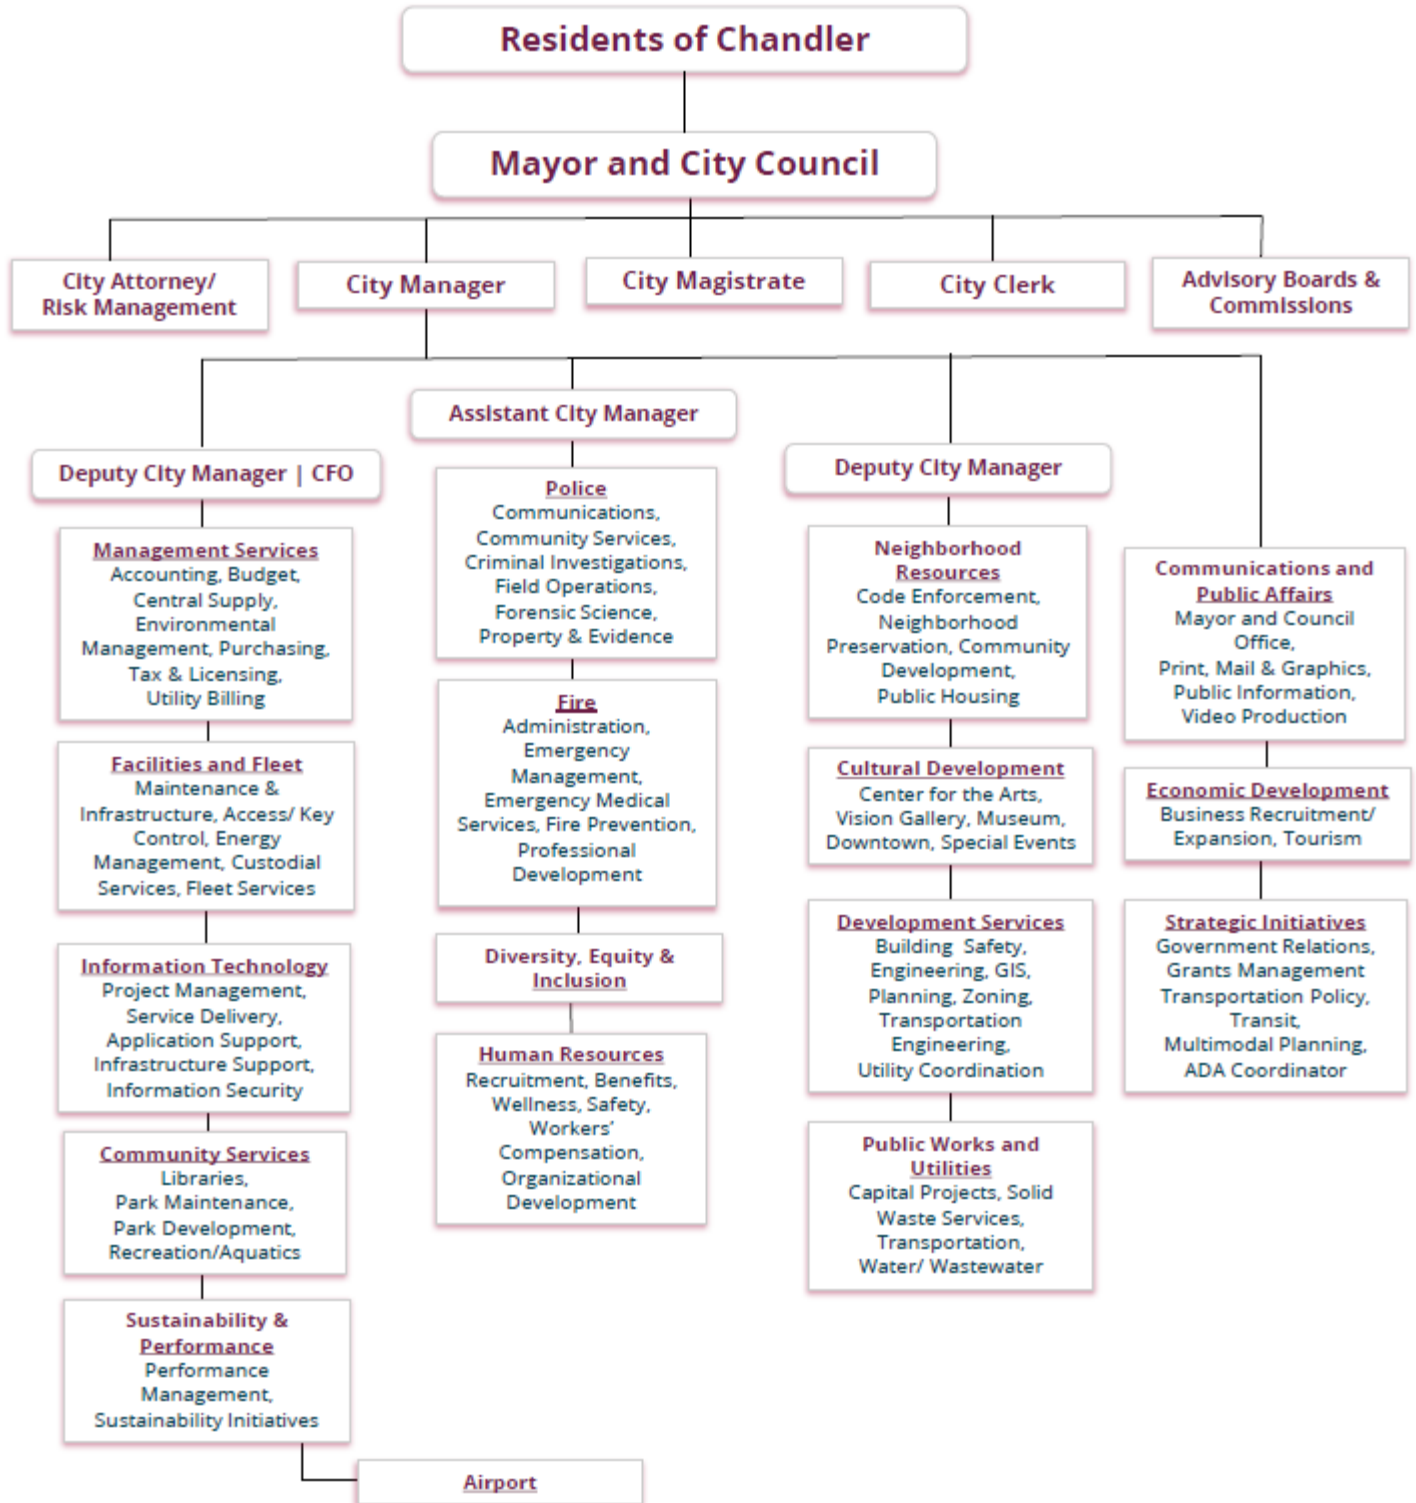 Residents of Chandler
Mayor and City Council
City Attorney/
Risk Management
City Manager
City Magistrate
City Clerk
Advisory Boards &
Commissions
Deputy City Manager | CFO
Management Services
Accounting, Budget,
Central Supply,
Environmental
Management, Purchasing,
Tax & Licensing,
Utility Billing
Facilities and Fleet
Maintenance &
Infrastructure, Access/ Key
Control, Energy
Management, Custodial
Services, Fleet Services
Information Technology
Project Management,
Service Delivery,
Application Support,
Infrastructure Support,
Information Security
Community Services
Libraries,
Park Maintenance,
Park Development,
Recreation/Aquatics
Sustainability &
Performance
Performance
Management,
Sustainability Initiatives
Airport
Assistant City Manager
Police
Communications,
Community Services,
Criminal Investigations,
Field Operations,
Forensic Science,
Property & Evidence
Fire
Administration,
Emergency
Management,
Emergency Medical
Services, Fire Prevention,
Professional
Development
Diversity, Equity &
Inclusion
Human Resources
Recruitment, Benefits,
Wellness, Safety,
Workers’
Compensation,
Organizational
Development
Deputy City Manager
Neighborhood
Resources
Code Enforcement,
Neighborhood
Preservation, Community
Development,
Public Housing
Cultural Development
Center for the Arts,
Vision Gallery, Museum,
Downtown, Special Events
Development Services
Building Safety,
Engineering, GIS,
Planning, Zoning,
Transportation
Engineering,
Utility Coordination
Public Works and
Utilities
Capital Projects, Solid
Waste Services,
Transportation,
Water/ Wastewater
Communications and
Public Affairs
Mayor and Council
Office,
Print, Mail & Graphics,
Public Information,
Video Production
Economic Development
Business Recruitment/
Expansion, Tourism
Strategic Initiatives
Government Relations,
Grants Management
Transportation Policy,
Transit,
Multimodal Planning,
ADA Coordinator